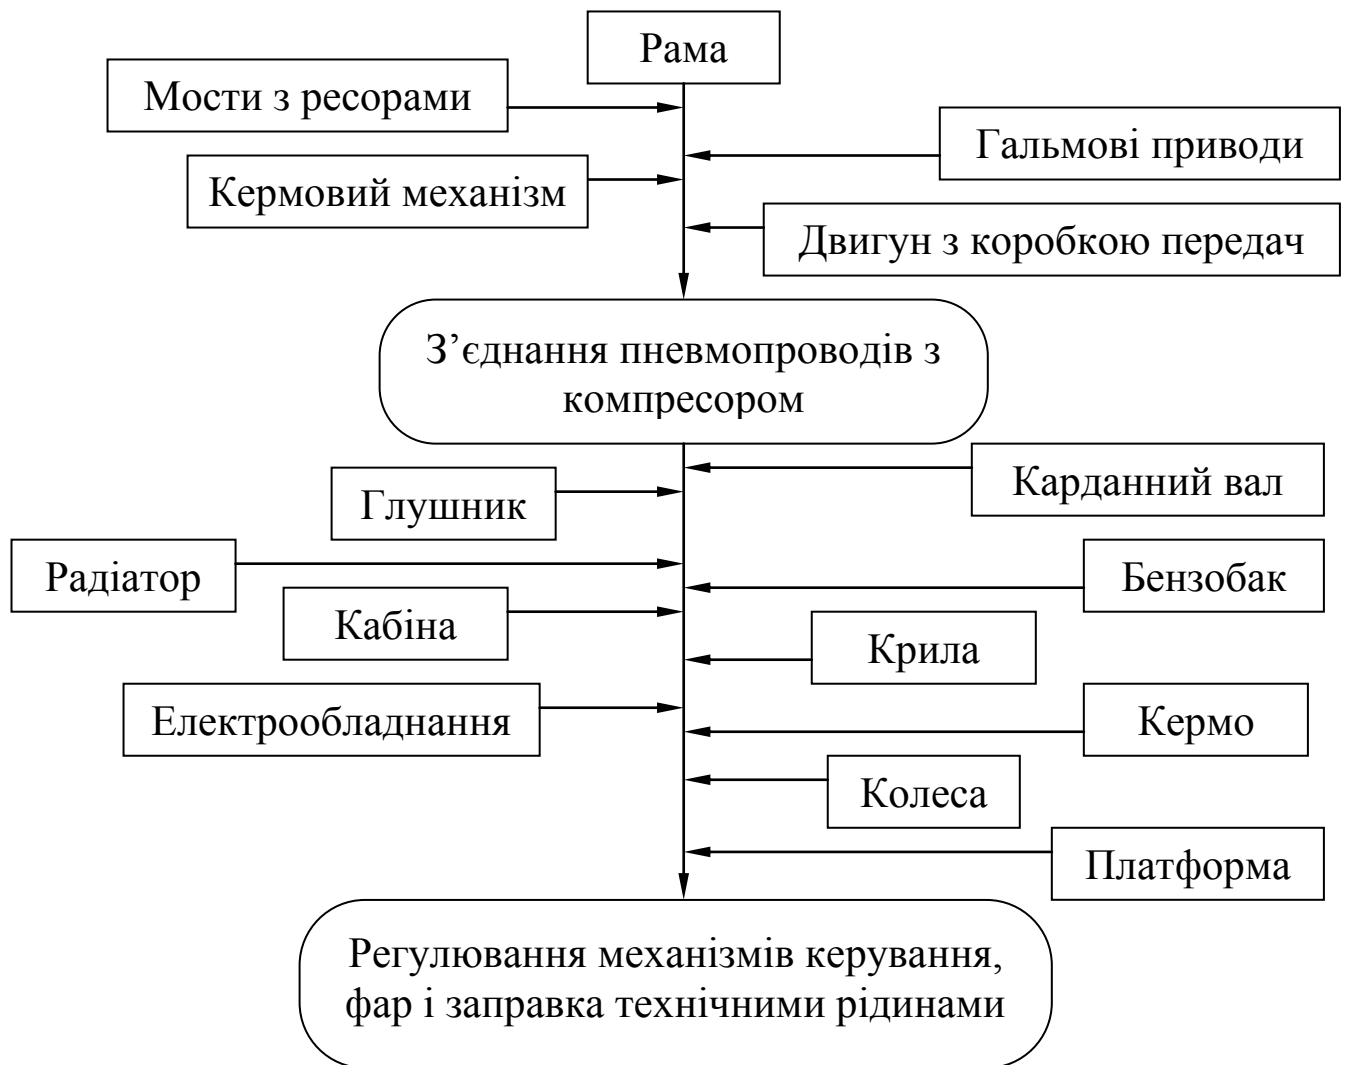 Рама
Мости з ресорами
Гальмові приводи
Кермовий механізм
Двигун з коробкою передач
З’єднання пневмопроводів з
компресором
Карданний вал
Глушник
Радіатор
Бензобак
Кабіна
Крила
Електрообладнання
Кермо
Колеса
Платформа
Регулювання механізмів керування,
фар і заправка технічними рідинами